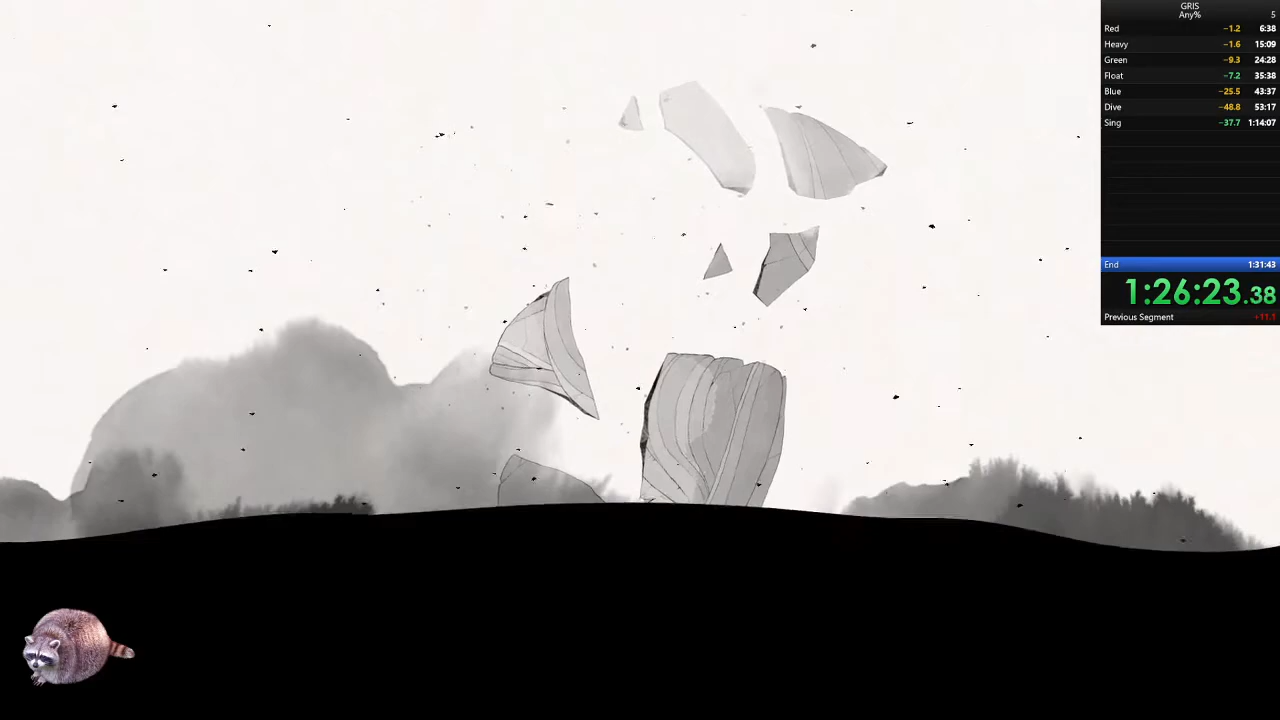 GRIS
Any% 5
Red −1.2 6:38
Heavy −1.6 15:09
Green −9.3 24:28
Float −7.2 35:38
Blue −25.5 43:37
Dive −48.8 53:17
Sing −37.7 1:14:07
End 1:31:43
1:26:23.38
Previous Segment +11.1